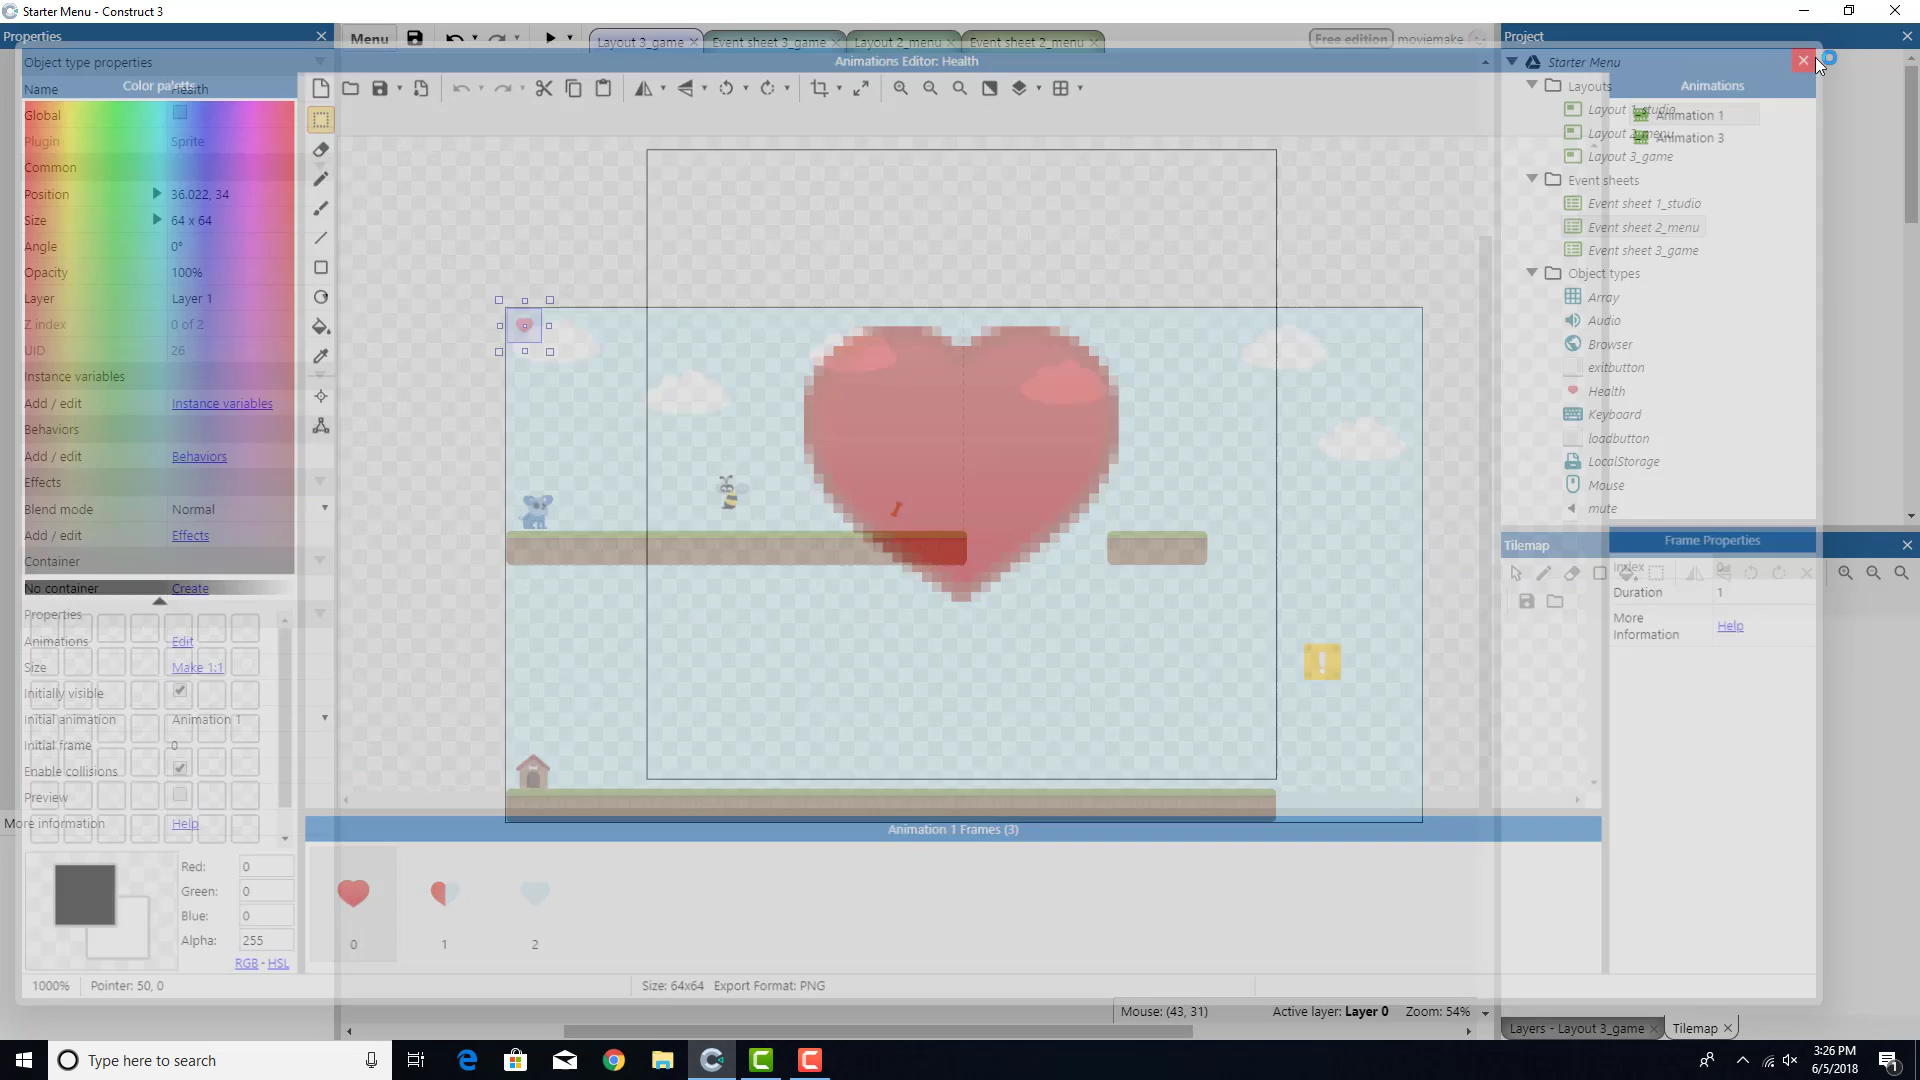 Starter Menu - Construct 3
Properties
Menu
Layout 3_game
Event sheet 3_game
Layout 2_menu
Event sheet 2_menu
Free edition
moviemake
Project
Object type properties
Animations Editor: Health
Starter Menu
Color palette
Name
Health
Layouts
Animations
Global
Layout 1_studio
Animation 1
Plugin
Sprite
Layout 2_menu
Animation 3
Common
Layout 3_game
Position
36.022, 34
Event sheets
Size
64 x 64
Event sheet 1_studio
Angle
0°
Event sheet 2_menu
Opacity
100%
Event sheet 3_game
Layer
Layer 1
Object types
Z index
0 of 2
Array
UID
26
Audio
Instance variables
Browser
Add / edit
Instance variables
exitbutton
Behaviors
Health
Add / edit
Behaviors
Keyboard
Effects
loadbutton
Blend mode
Normal
LocalStorage
Add / edit
Effects
Mouse
Container
mute
No container
Create
Tilemap
Frame Properties
Properties
Index
0
Animations
Edit
Duration
1
Size
Make 1:1
More Information
Help
Initially visible
Initial animation
Animation 1
Initial frame
0
Enable collisions
Preview
More information
Help
Animation 1 Frames (3)
Red:
0
Green:
0
Blue:
0
Alpha:
255
0
1
2
RGB - HSL
1000%
Pointer: 50, 0
Size: 64x64
Export Format: PNG
Mouse: (43, 31)
Active layer: Layer 0
Zoom: 54%
Layers - Layout 3_game
Tilemap
Type here to search
3:26 PM
6/5/2018
1